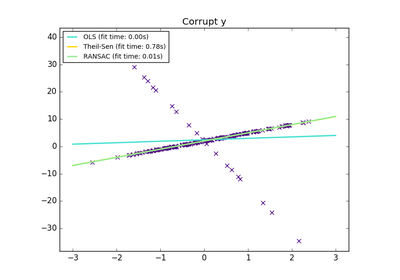 Corrupt y
OLS (fit time: 0.00s)
Theil-Sen (fit time: 0.78s)
RANSAC (fit time: 0.01s)
40
30
20
10
0
−10
−20
−30
−3 −2 −1 0 1 2 3